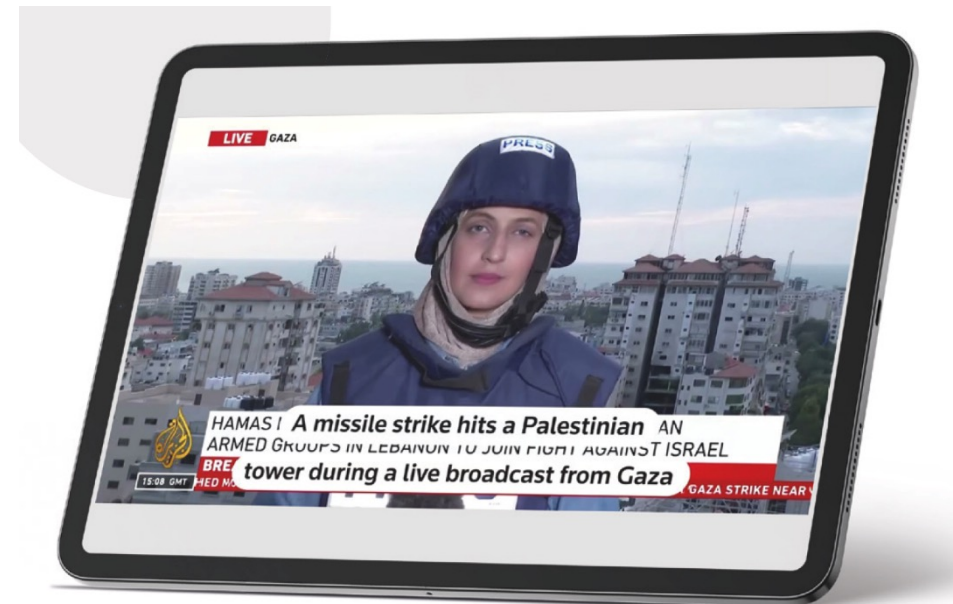 LIVE GAZA
PRESS
HAMAS
A missile strike hits a Palestinian
AN
ARMED GROUPS IN LEBANON TO JOIN FIGHT AGAINST ISRAEL
BRE
tower during a live broadcast from Gaza
15:08 GMT
GAZA STRIKE NEAR